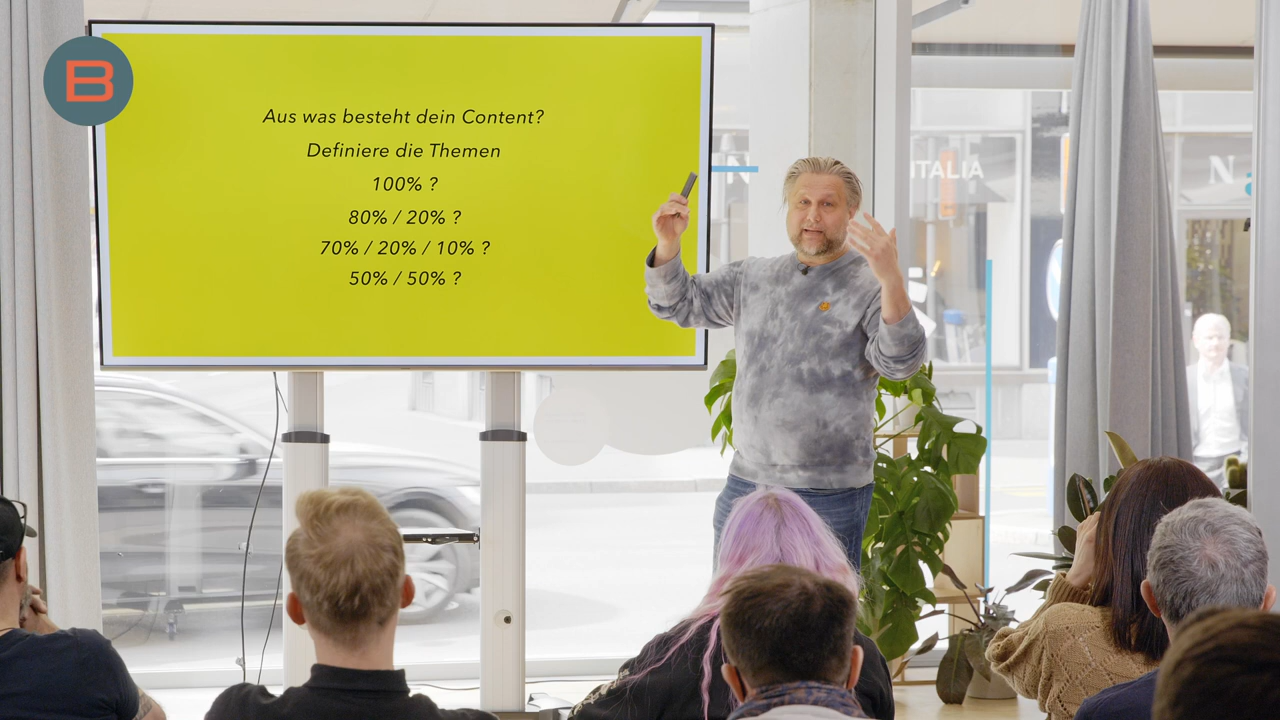 B
Aus was besteht dein Content?
Definiere die Themen
100% ?
80% / 20% ?
70% / 20% / 10% ?
50% / 50% ?
N
ITALIA
N